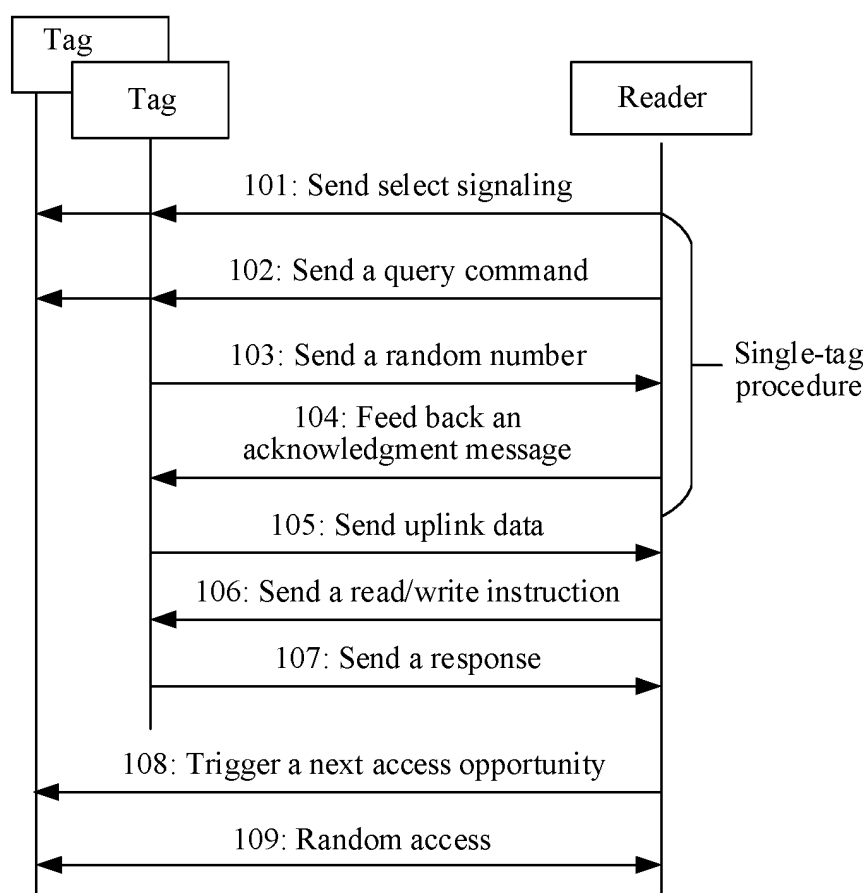 Tag
Tag
Reader
101: Send select signaling
102: Send a query command
103: Send a random number
Single-tag
procedure
104: Feed back an
acknowledgment message
105: Send uplink data
106: Send a read/write instruction
107: Send a response
108: Trigger a next access opportunity
109: Random access